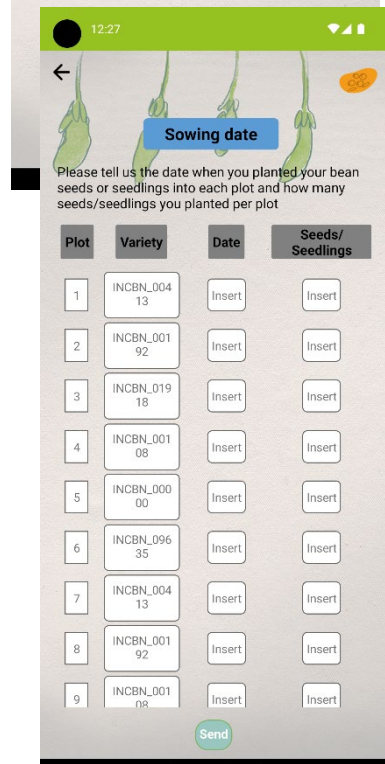 12:27
Sowing date
Please tell us the date when you planted your bean
seeds or seedlings into each plot and how many
seeds/seedlings you planted per plot
Plot Variety Date Seeds/
Seedlings
1 INCBN_004
13 Insert Insert
2 INCBN_001
92 Insert Insert
3 INCBN_019
18 Insert Insert
4 INCBN_001
08 Insert Insert
5 INCBN_000
00 Insert Insert
6 INCBN_096
35 Insert Insert
7 INCBN_004
13 Insert Insert
8 INCBN_001
92 Insert Insert
9 INCBN_001
08 Insert Insert
Send